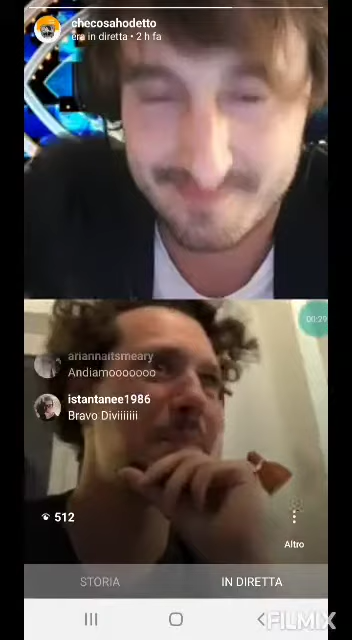 checosahodetto
era in diretta • 2 h fa
00:29
ariannaitsmeary
Andiamooooooo
istantanee1986
Bravo Diviiiiiii
512
Altro
STORIA
IN DIRETTA
FILMIX